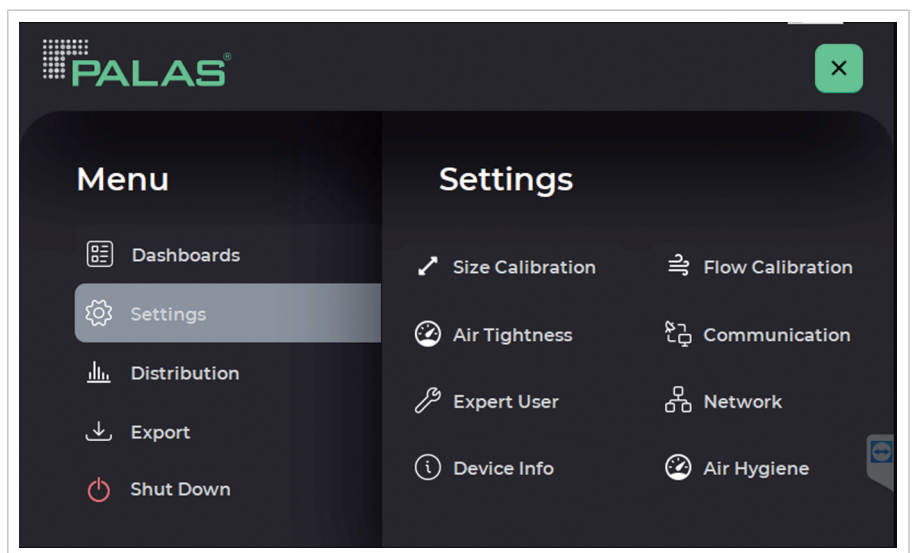 PALAS®
Menu
Dashboards
Settings
Distribution
Export
Shut Down
Settings
Size Calibration
Flow Calibration
Air Tightness
Communication
Expert User
Network
Device Info
Air Hygiene